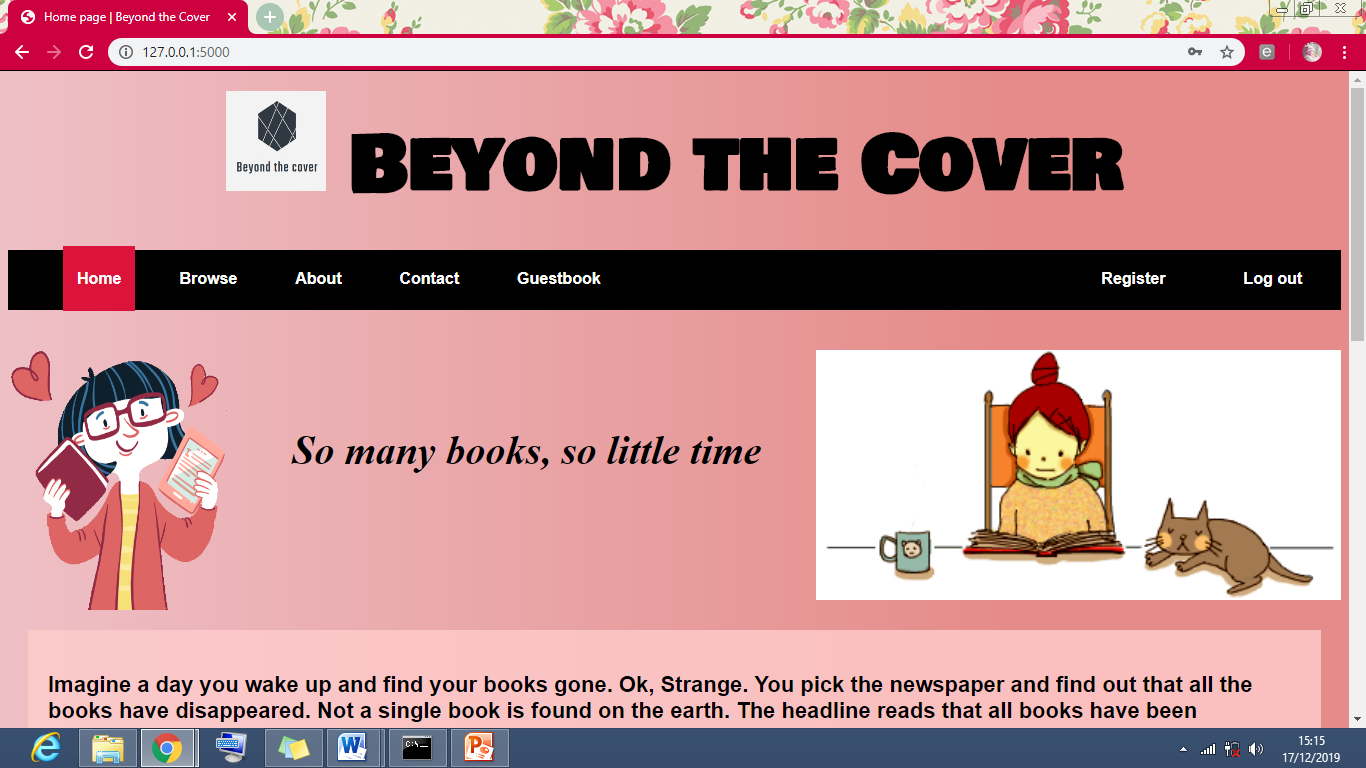 Home page | Beyond the Cover
127.0.0.1:5000
Beyond the cover
Beyond the Cover
Home Browse About Contact Guestbook Register Log out
So many books, so little time
Imagine a day you wake up and find your books gone. Ok, Strange. You pick the newspaper and find out that all the
books have disappeared. Not a single book is found on the earth. The headline reads that all books have been
15:15
17/12/2019